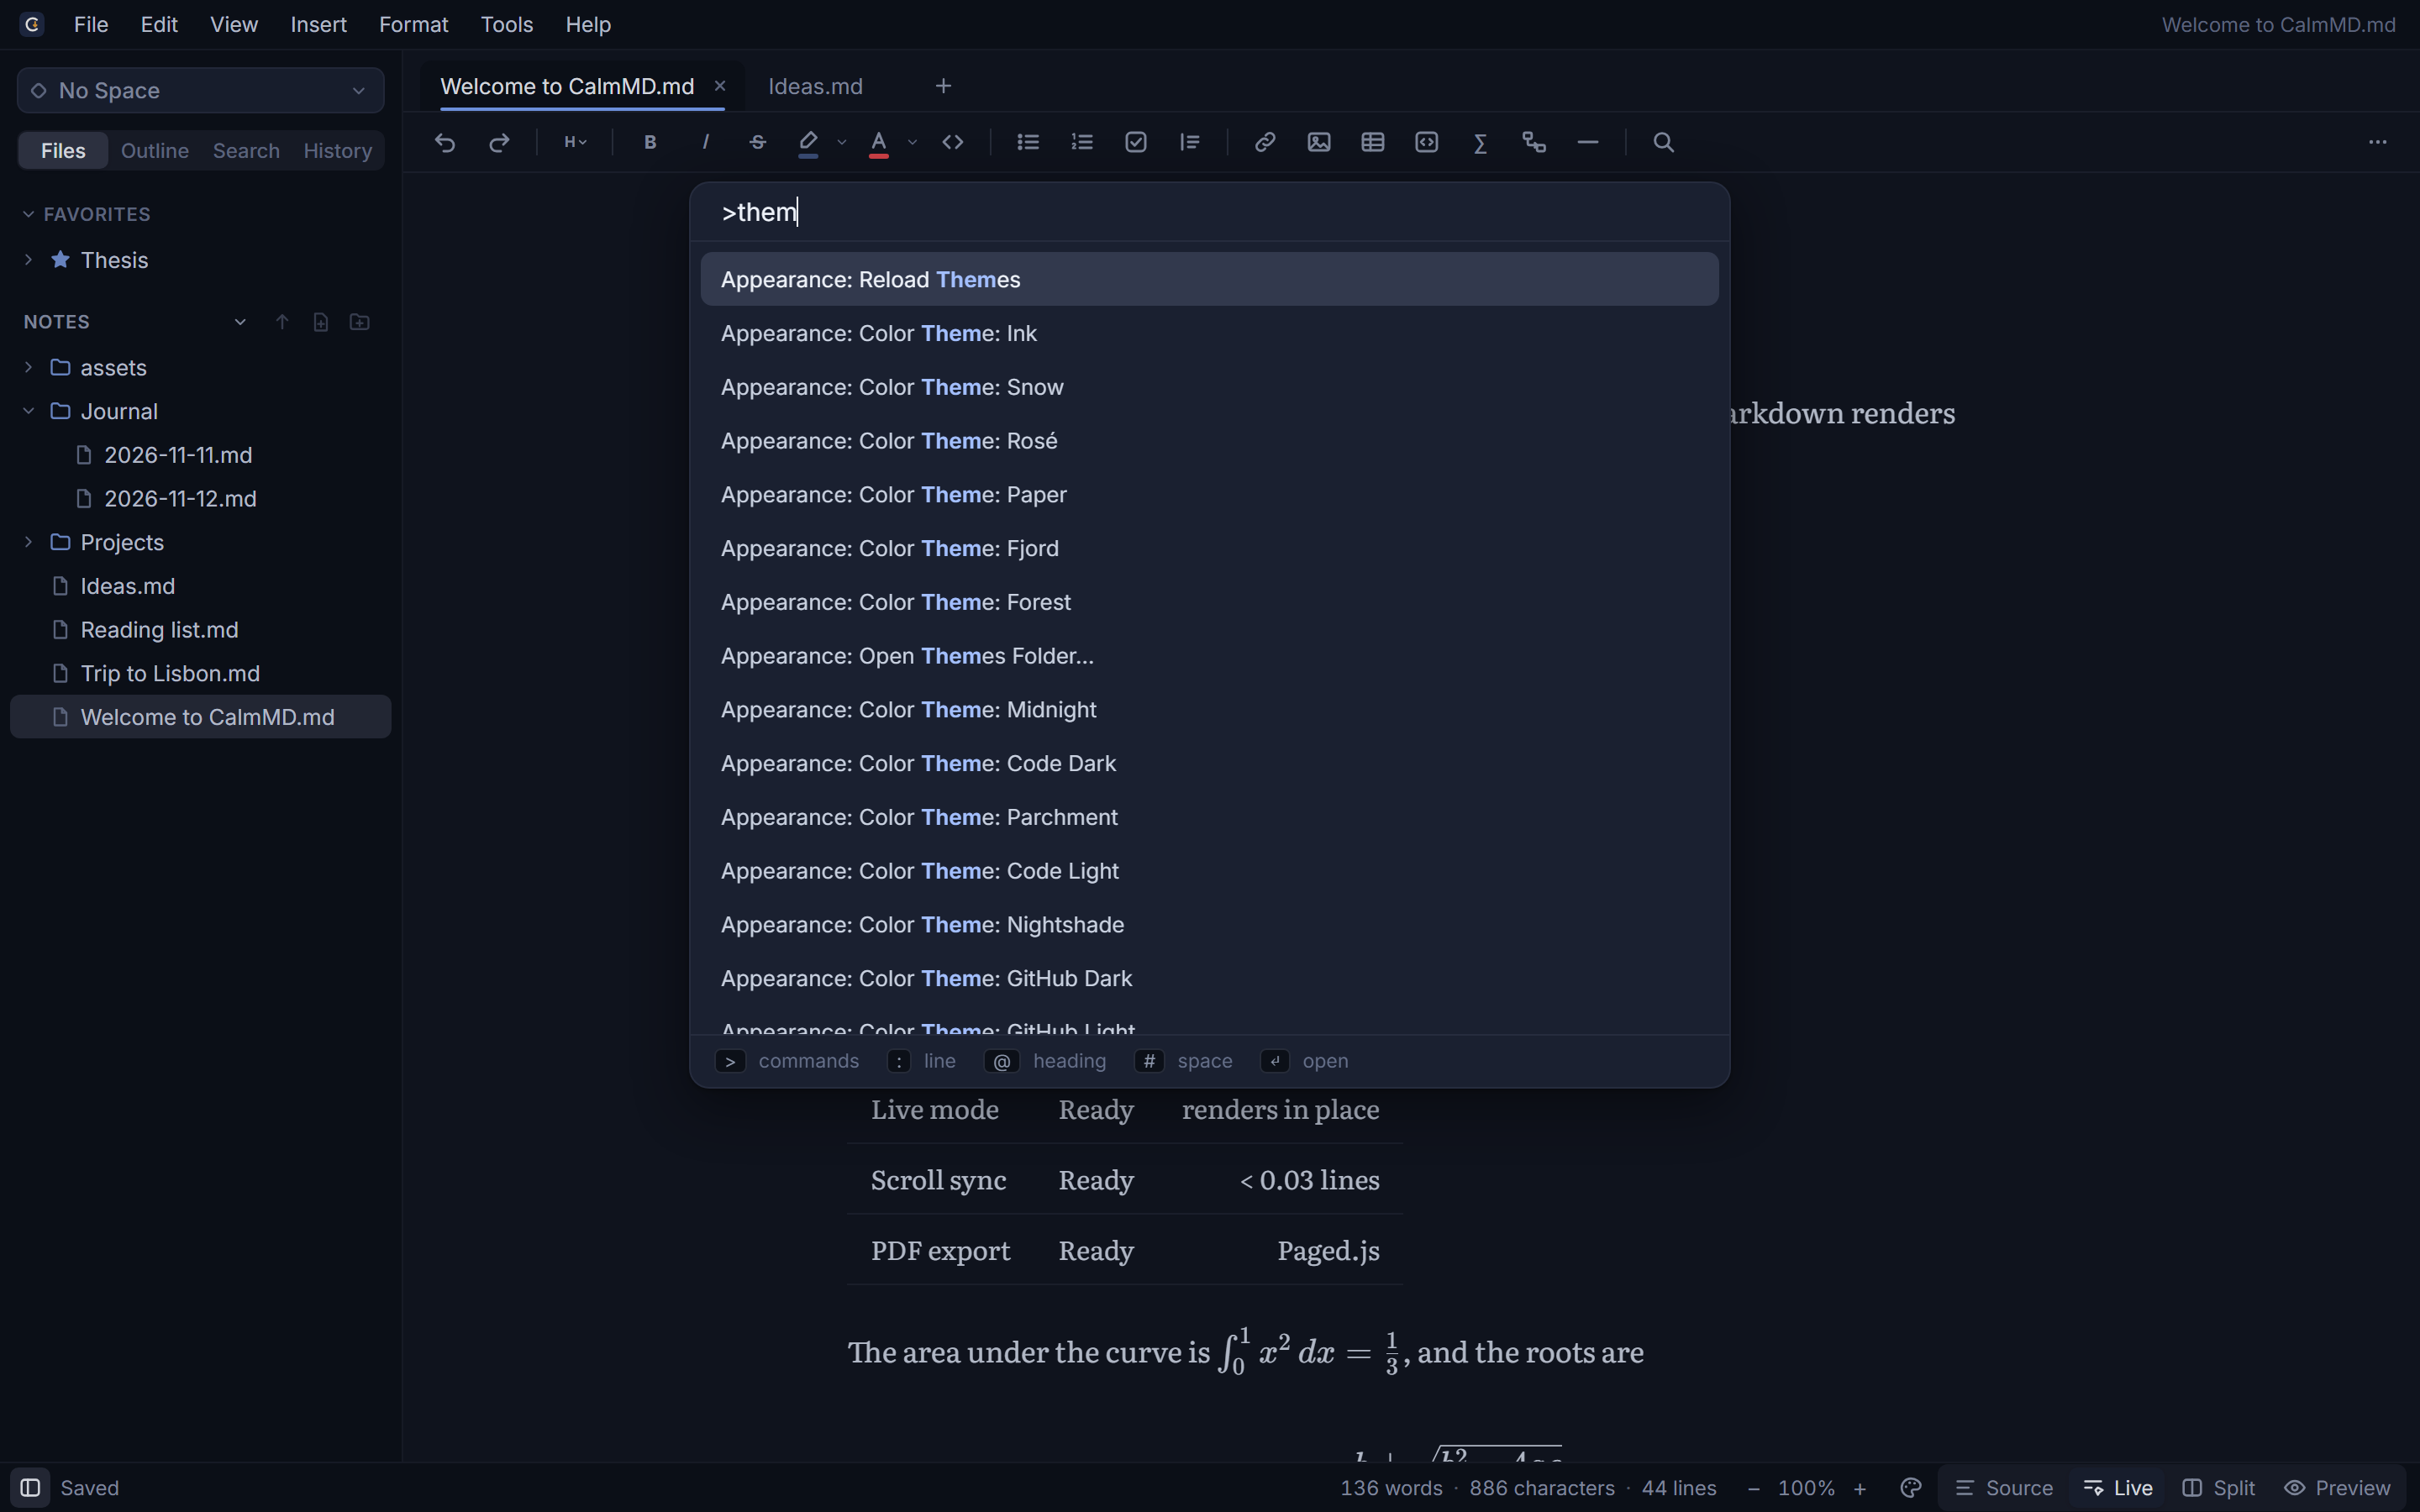 File Edit View Insert Format Tools Help
Welcome to CalmMD.md
No Space
Files Outline Search History
FAVORITES
Thesis
NOTES
assets
Journal
2026-11-11.md
2026-11-12.md
Projects
Ideas.md
Reading list.md
Trip to Lisbon.md
Welcome to CalmMD.md
Welcome to CalmMD.md × Ideas.md +
H B I S A
>them
Appearance: Reload Themes
Appearance: Color Theme: Ink
Appearance: Color Theme: Snow
Appearance: Color Theme: Rosé
Appearance: Color Theme: Paper
Appearance: Color Theme: Fjord
Appearance: Color Theme: Forest
Appearance: Open Themes Folder...
Appearance: Color Theme: Midnight
Appearance: Color Theme: Code Dark
Appearance: Color Theme: Parchment
Appearance: Color Theme: Code Light
Appearance: Color Theme: Nightshade
Appearance: Color Theme: GitHub Dark
Appearance: Color Theme: GitHub Light
> commands : line @ heading # space ↵ open
arkdown renders
Live mode Ready renders in place
Scroll sync Ready < 0.03 lines
PDF export Ready Paged.js
The area under the curve is ∫₀¹ x² dx = 1/3, and the roots are
Saved
136 words · 886 characters · 44 lines − 100% + Source Live Split Preview